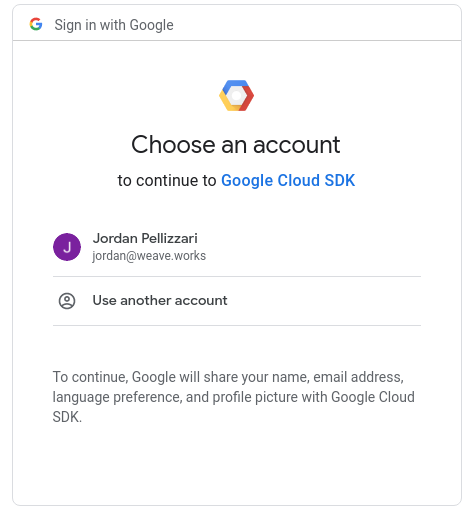 Sign in with Google
Choose an account
to continue to Google Cloud SDK
J
Jordan Pellizzari
jordan@weave.works
Use another account
To continue, Google will share your name, email address,
language preference, and profile picture with Google Cloud
SDK.